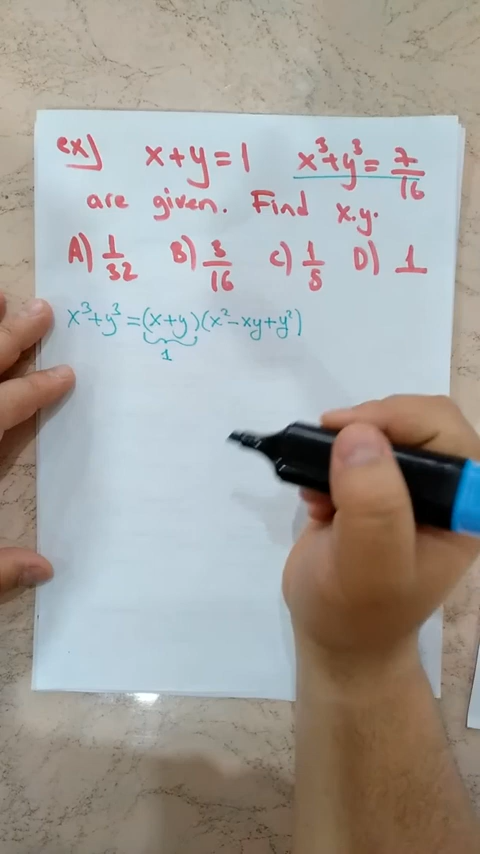 ex) x+y=1 x³+y³=7/16
are given. Find x.y.
A) 1/32 B) 3/16 C) 1/8 D) 1
x³+y³=(x+y)(x²-xy+y²)
1